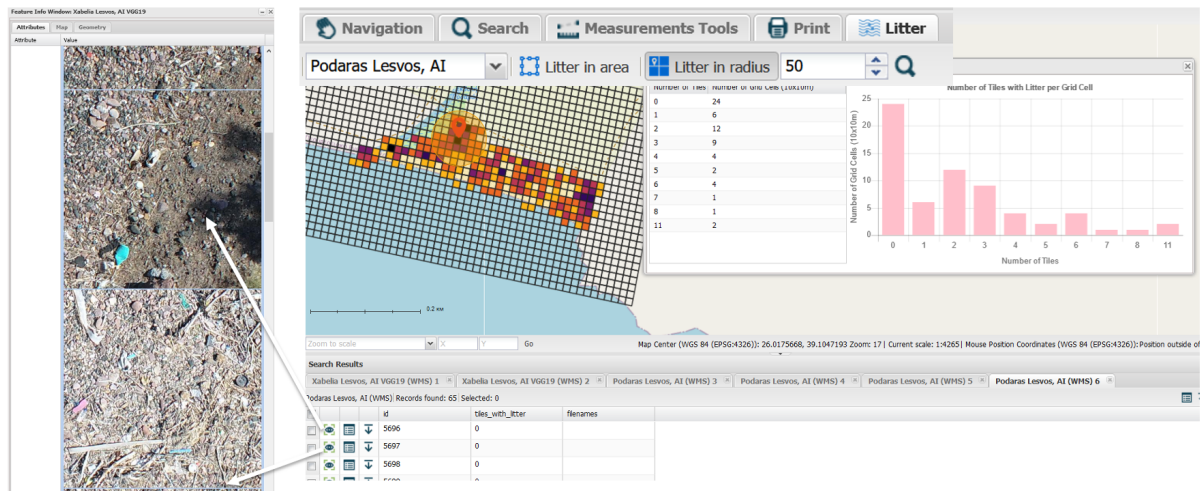 Feature Info Window: Xabelia Lesvos, AI VGG19
Attributes Map Geometry
Attribute Value
Navigation Search Measurements Tools Print Litter
Podaras Lesvos, AI Litter in area Litter in radius 50
Number of Tiles Number of Grid Cells (10x10m)
0 24
1 6
2 12
3 9
4 4
5 2
6 4
7 1
8 1
11 2
Number of Tiles with Litter per Grid Cell
Number of Grid Cells (10x10m)
25
20
15
10
5
0
0 1 2 3 4 5 6 7 8 11
Number of Tiles
0.2 км
Zoom to scale X Y Go
Map Center (WGS 84 (EPSG:4326)): 26.0175668, 39.1047193 Zoom: 17 | Current scale: 1:4265 | Mouse Position Coordinates (WGS 84 (EPSG:4326)): Position outside of
Search Results
Xabelia Lesvos, AI VGG19 (WMS) 1 Xabelia Lesvos, AI VGG19 (WMS) 2 Podaras Lesvos, AI (WMS) 3 Podaras Lesvos, AI (WMS) 4 Podaras Lesvos, AI (WMS) 5 Podaras Lesvos, AI (WMS) 6
Podaras Lesvos, AI (WMS) Records found: 65 Selected: 0
id tiles_with_litter filenames
5696 0
5697 0
5698 0